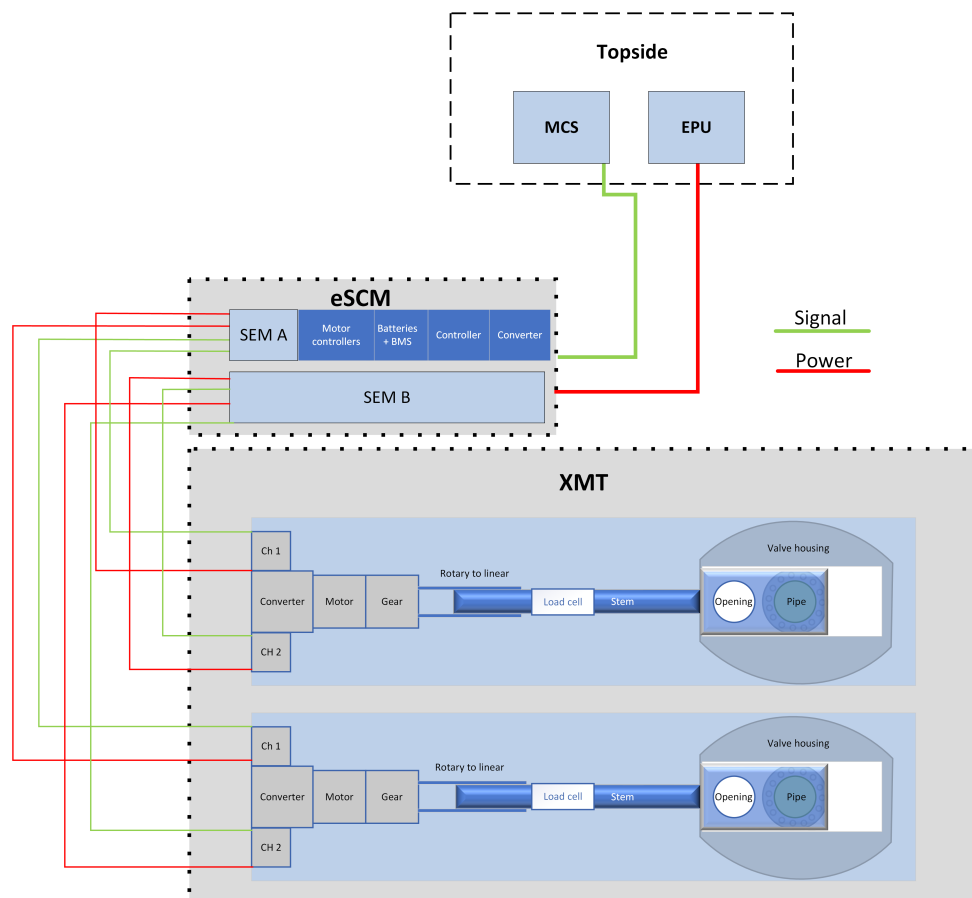 Topside
MCS
EPU
eSCM
SEM A
Motor
controllers
Batteries
+ BMS
Controller
Converter
SEM B
Signal
Power
XMT
Ch 1
Converter
Motor
Gear
CH 2
Rotary to linear
Load cell
Stem
Valve housing
Opening
Pipe
Ch 1
Converter
Motor
Gear
CH 2
Rotary to linear
Load cell
Stem
Valve housing
Opening
Pipe